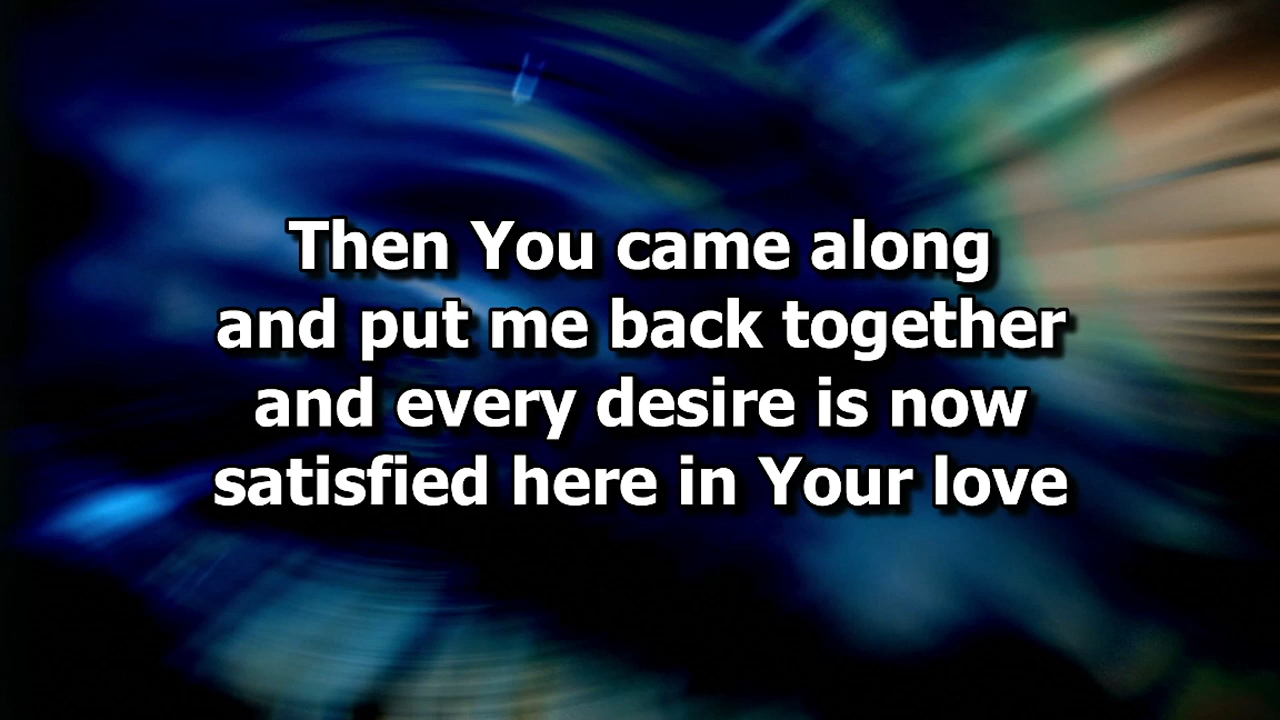 Then You came along
and put me back together
and every desire is now
satisfied here in Your love